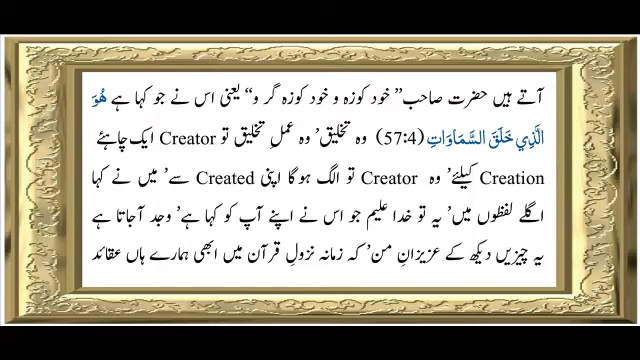 آتے ہیں حضرت صاحب” خود کوزہ و خود کوزہ گر و“ یعنی اس نے جو کہا ہے هُوَ
الَّذِي خَلَقَ السَّمَاوَاتِ (57:4) وہ تخلیق’ وہ عملِ تخلیق تو Creator ایک چاہئے
Creation کیلئے’ وہ Creator تو الگ ہوگا اپنی Created سے’ میں نے کہا
اگلے لفظوں میں’ یہ تو خدا علیم جو اس نے اپنے آپ کو کہا ہے’ وجد آجاتا ہے
یہ چیزیں دیکھ کے عزیزانِ من’ کہ زمانہ نزولِ قرآن میں ابھی ہمارے ہاں عقائد